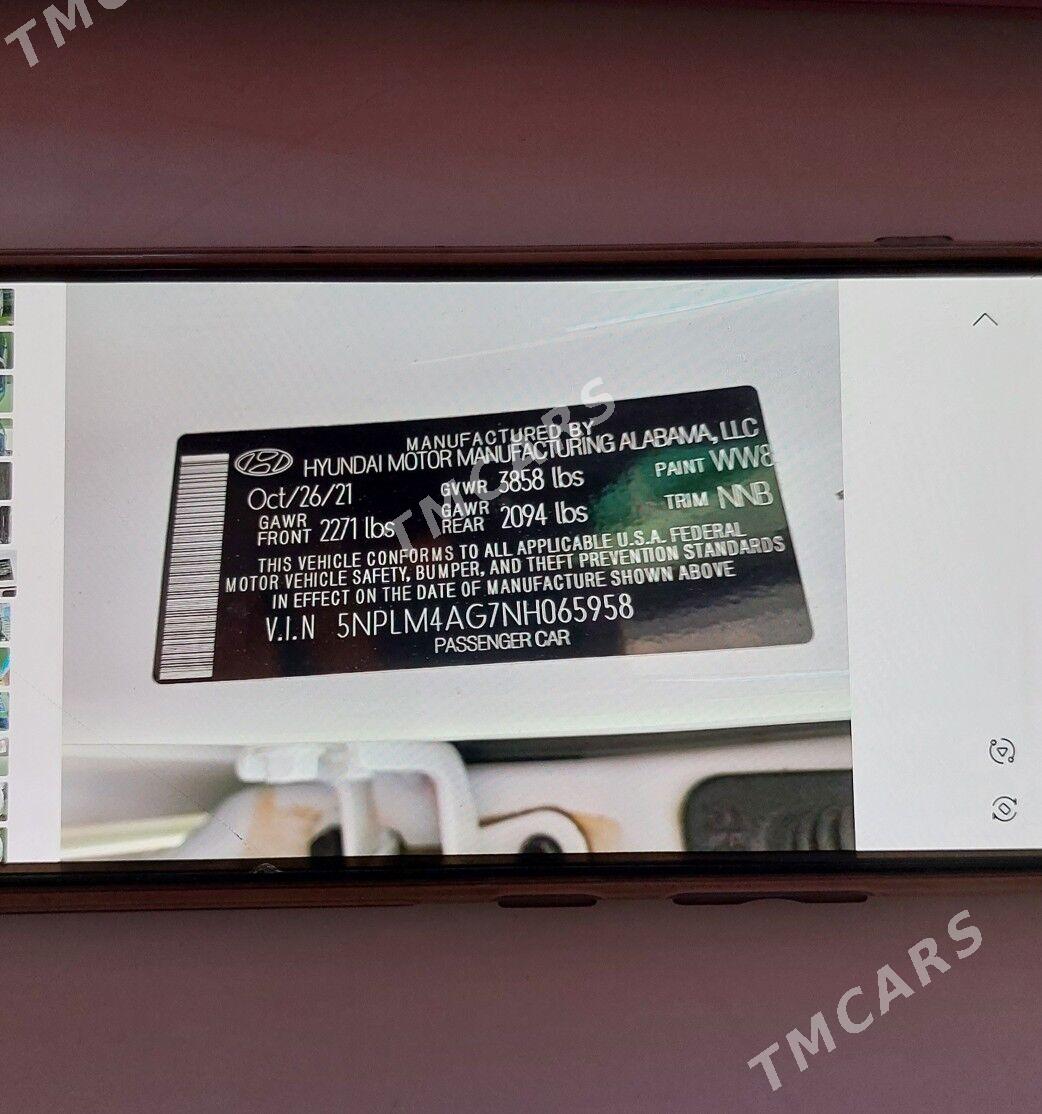 TMCARS
MANUFACTURED BY
HYUNDAI MOTOR MANUFACTURING ALABAMA, LLC
Oct/26/21 GVWR 3858 lbs PAINT WW8
GAWR FRONT 2271 lbs GAWR REAR 2094 lbs TRIM NNB
THIS VEHICLE CONFORMS TO ALL APPLICABLE U.S.A. FEDERAL
MOTOR VEHICLE SAFETY, BUMPER, AND THEFT PREVENTION STANDARDS
IN EFFECT ON THE DATE OF MANUFACTURE SHOWN ABOVE
V.I.N 5NPLM4AG7NH065958
PASSENGER CAR
TMCARS
TMCARS